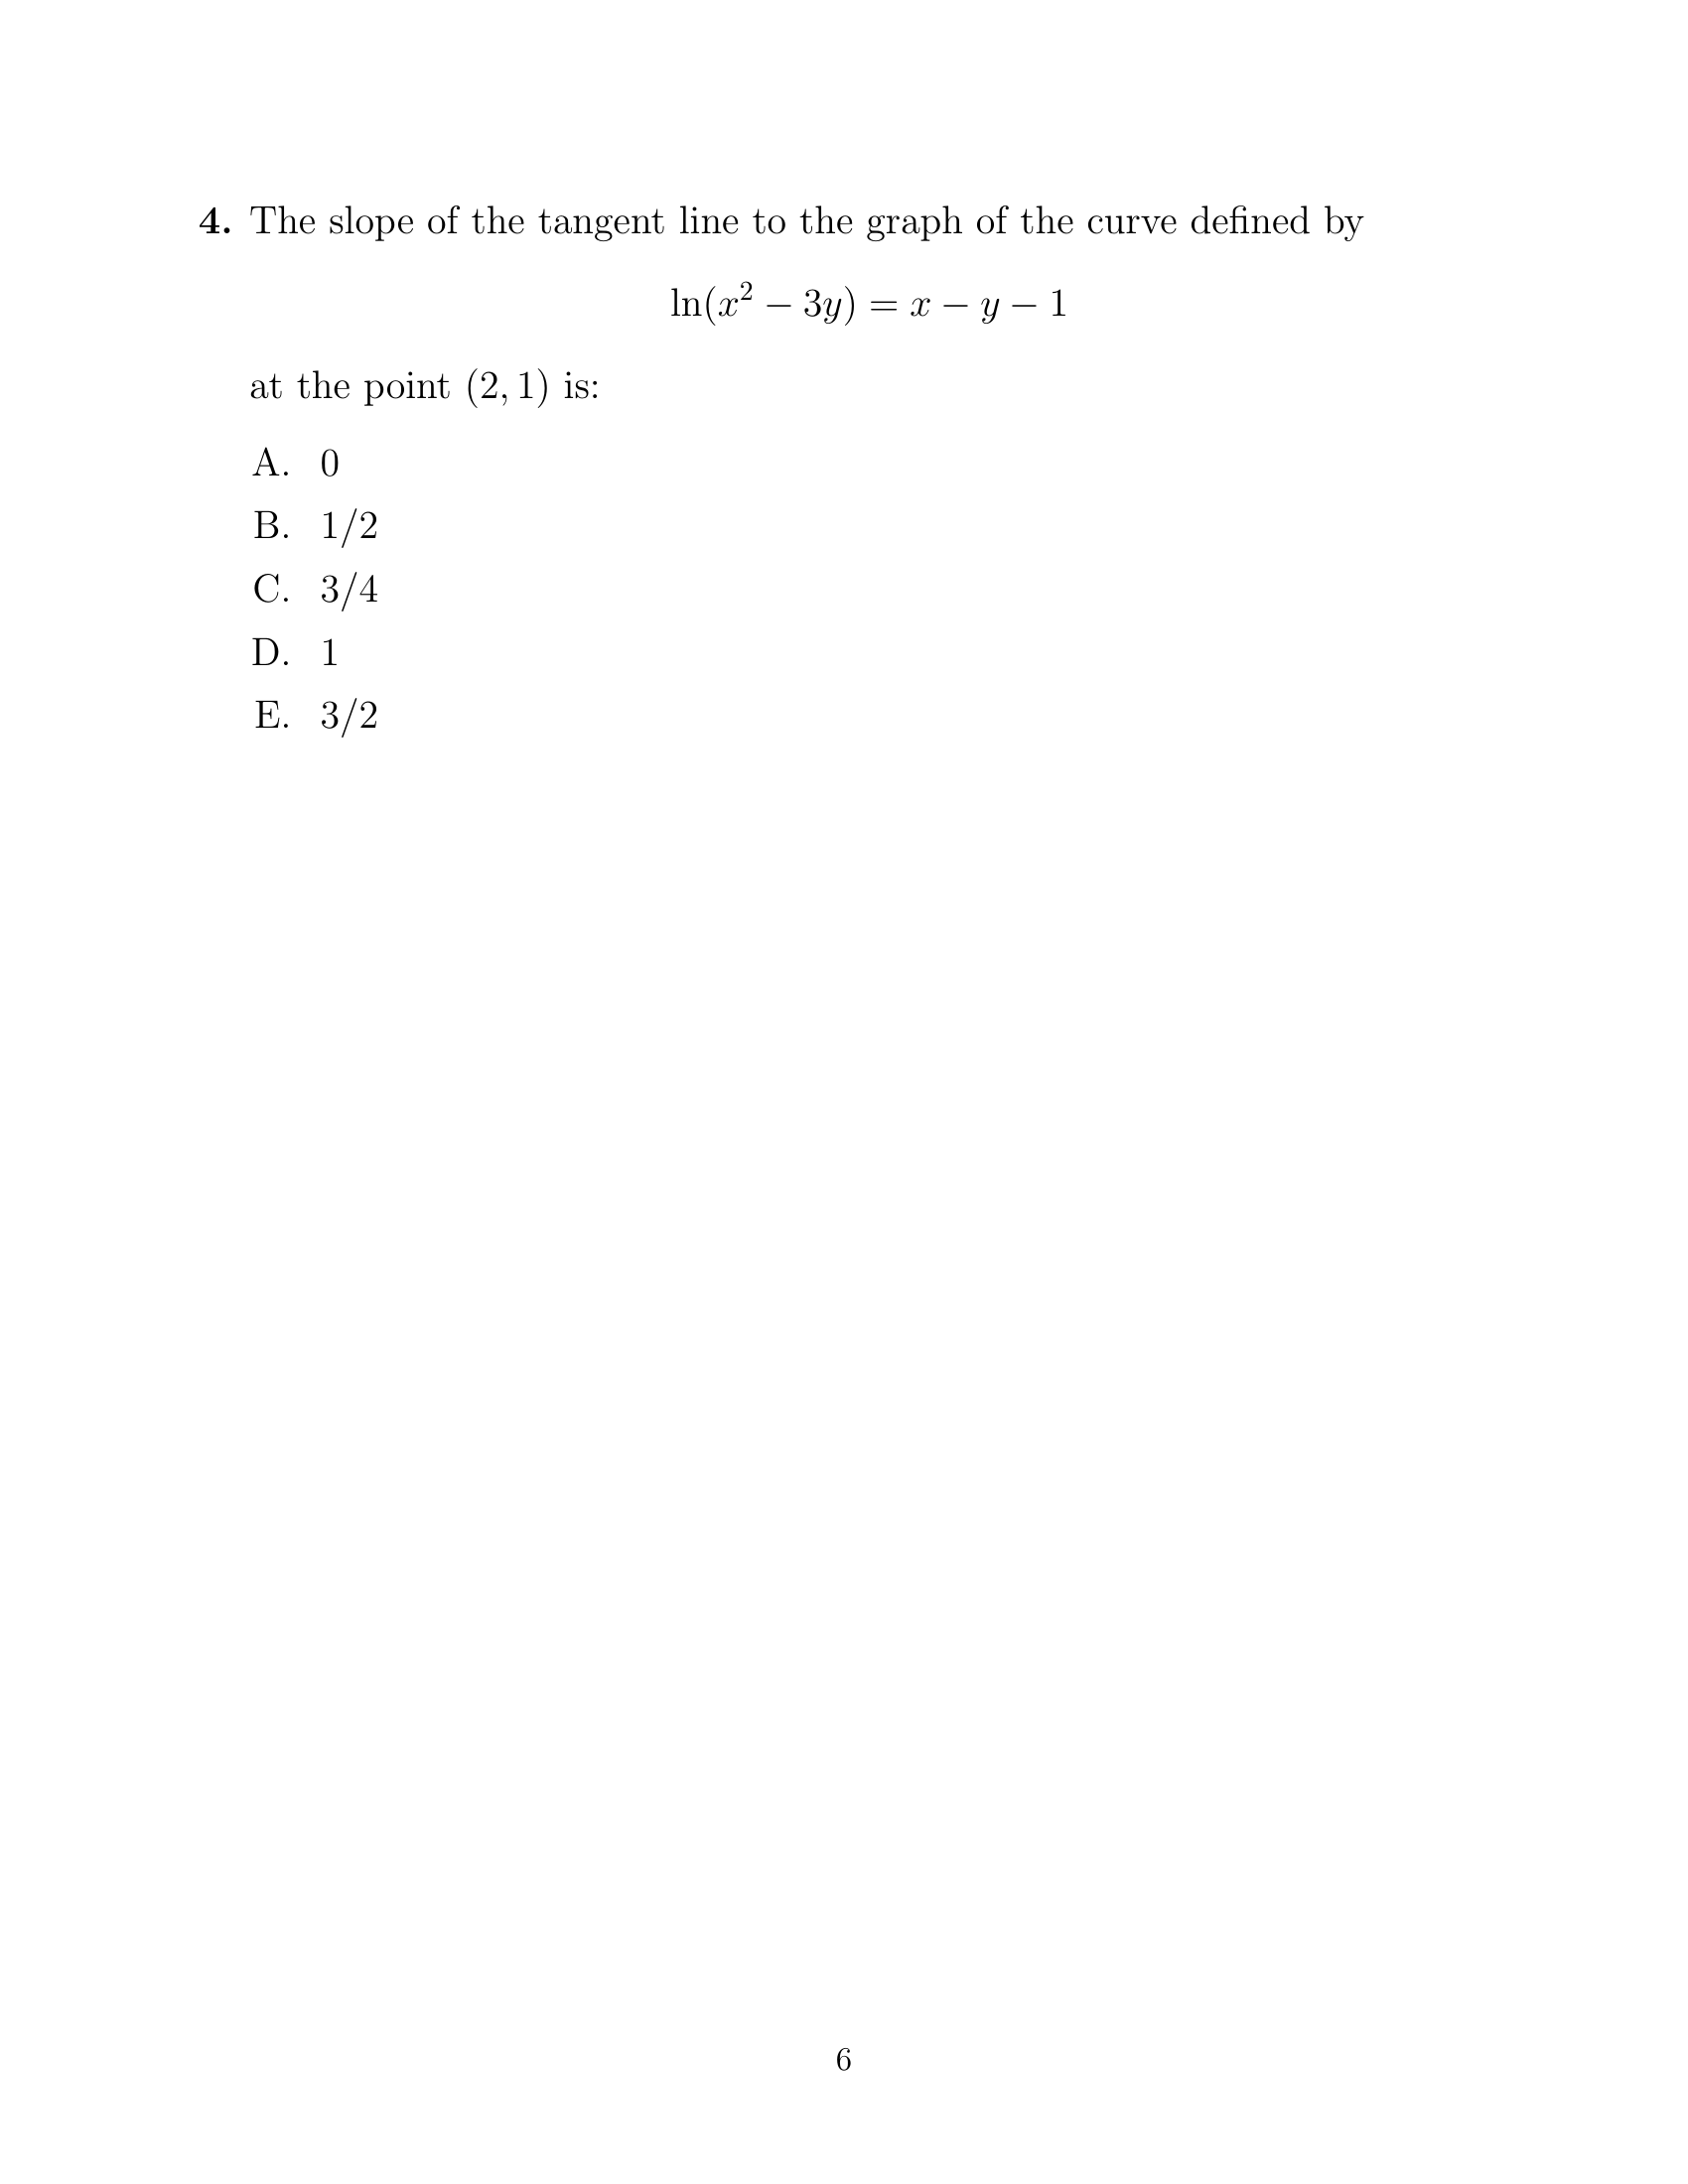 4. The slope of the tangent line to the graph of the curve defined by
ln(x² − 3y) = x − y − 1
at the point (2, 1) is:
A. 0
B. 1/2
C. 3/4
D. 1
E. 3/2
6